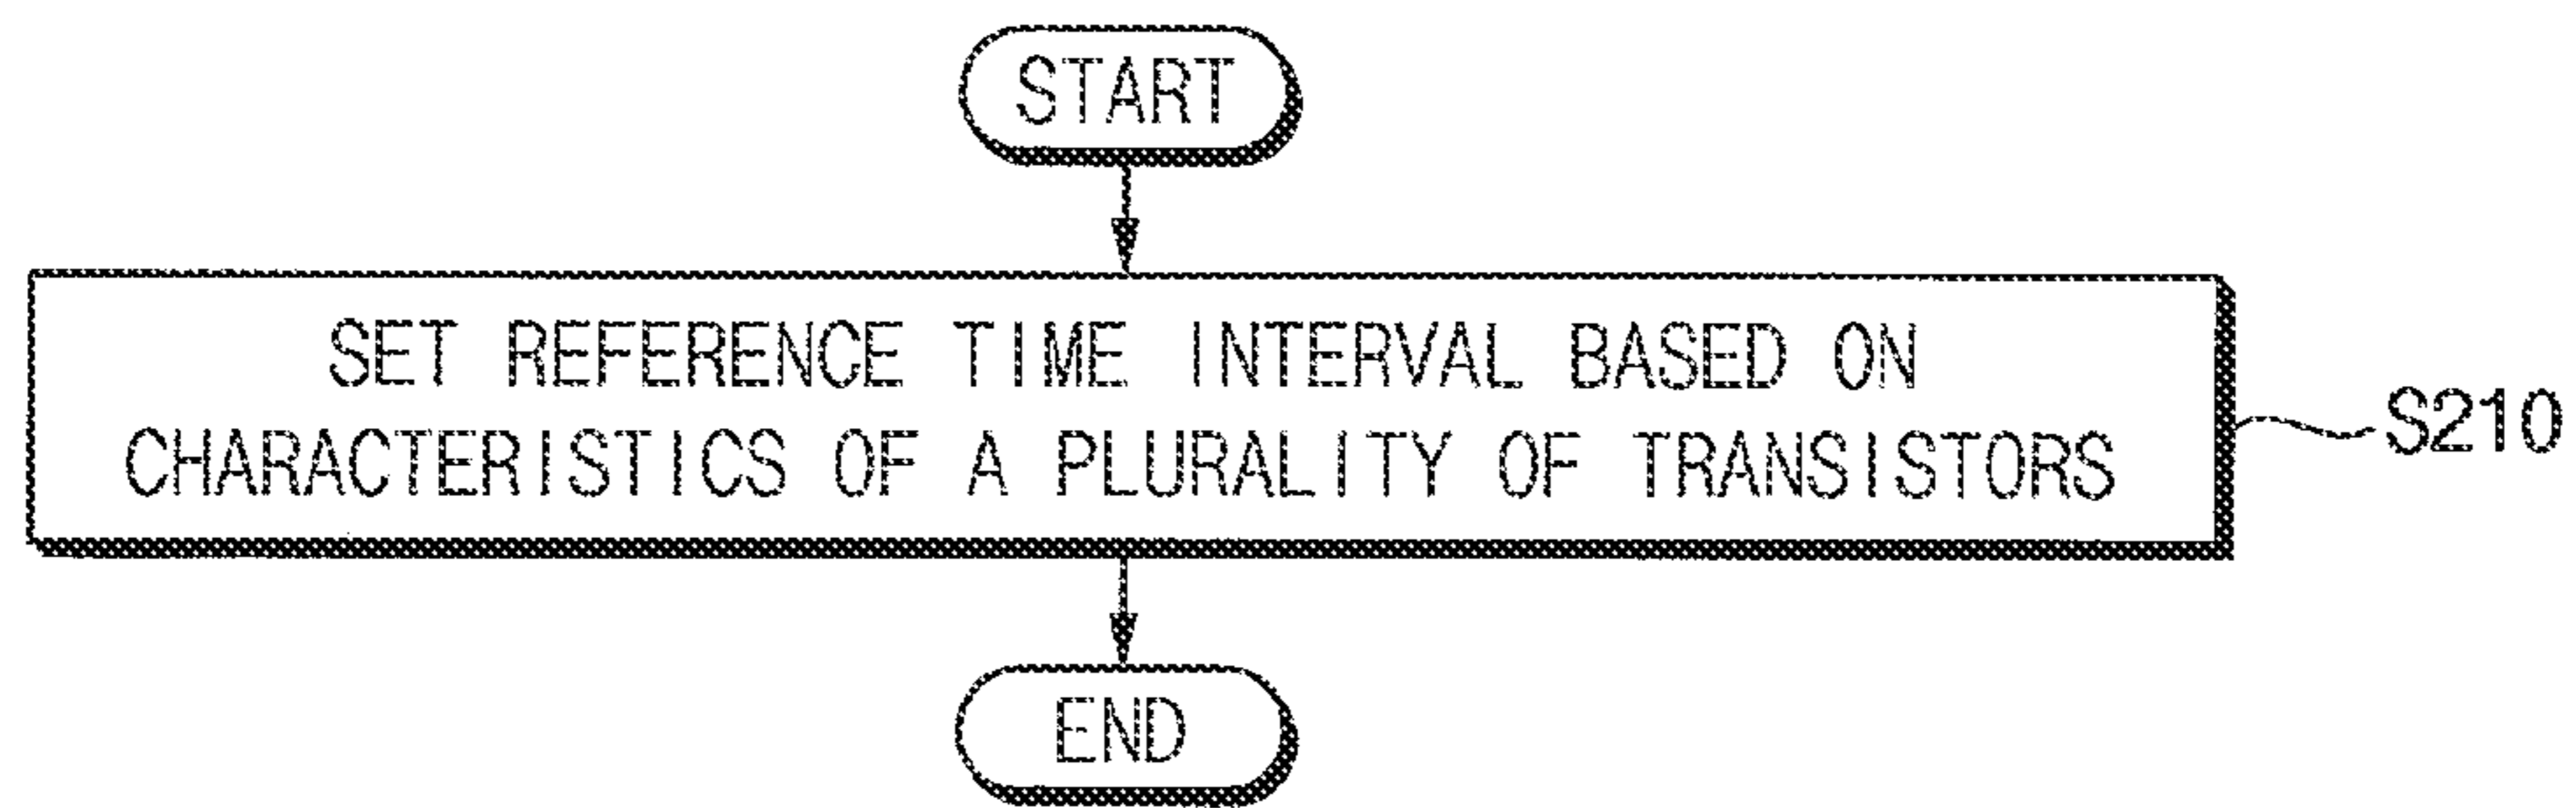 START
SET REFERENCE TIME INTERVAL BASED ON
CHARACTERISTICS OF A PLURALITY OF TRANSISTORS
S210
END